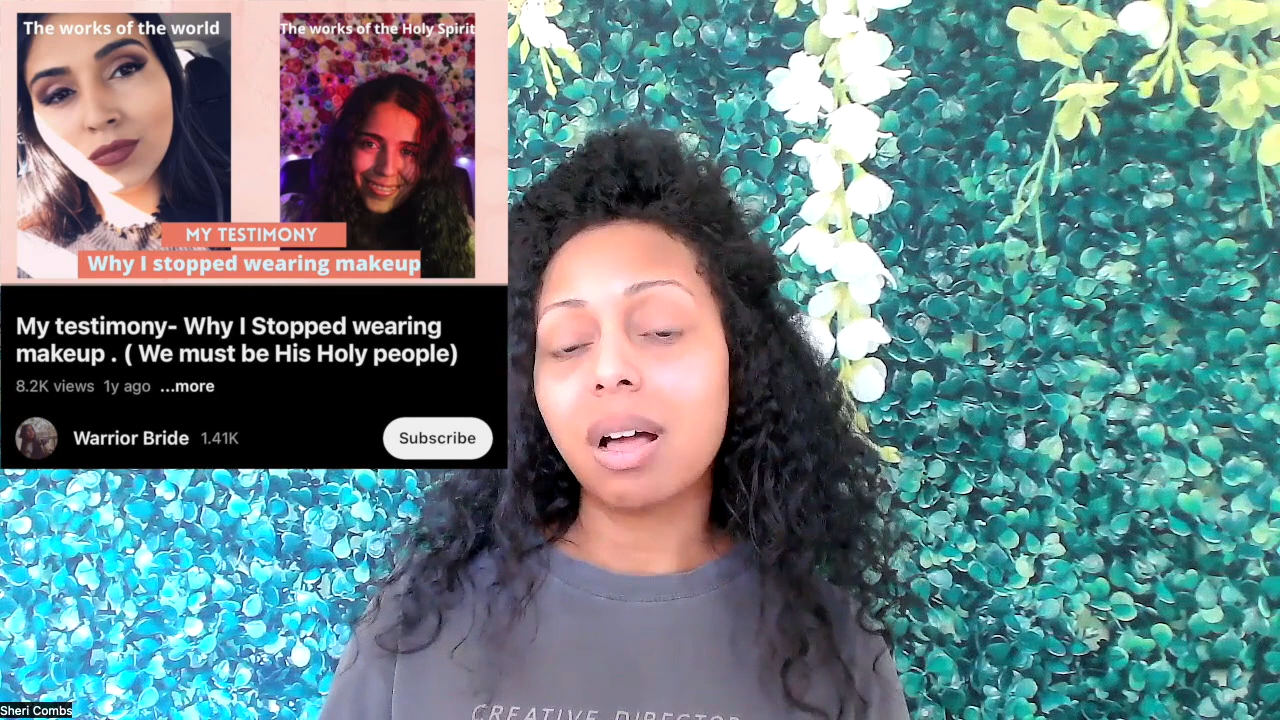 The works of the world
The works of the Holy Spirit
MY TESTIMONY
Why I stopped wearing makeup
My testimony- Why I Stopped wearing
makeup . ( We must be His Holy people)
8.2K views 1y ago ...more
Warrior Bride 1.41K
Subscribe
CREATIVE DIRECTOR
Sheri Combs